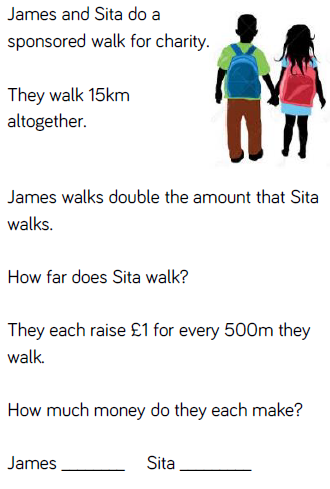 James and Sita do a
sponsored walk for charity.
They walk 15km
altogether.
James walks double the amount that Sita
walks.
How far does Sita walk?
They each raise £1 for every 500m they
walk.
How much money do they each make?
James ________ Sita _________